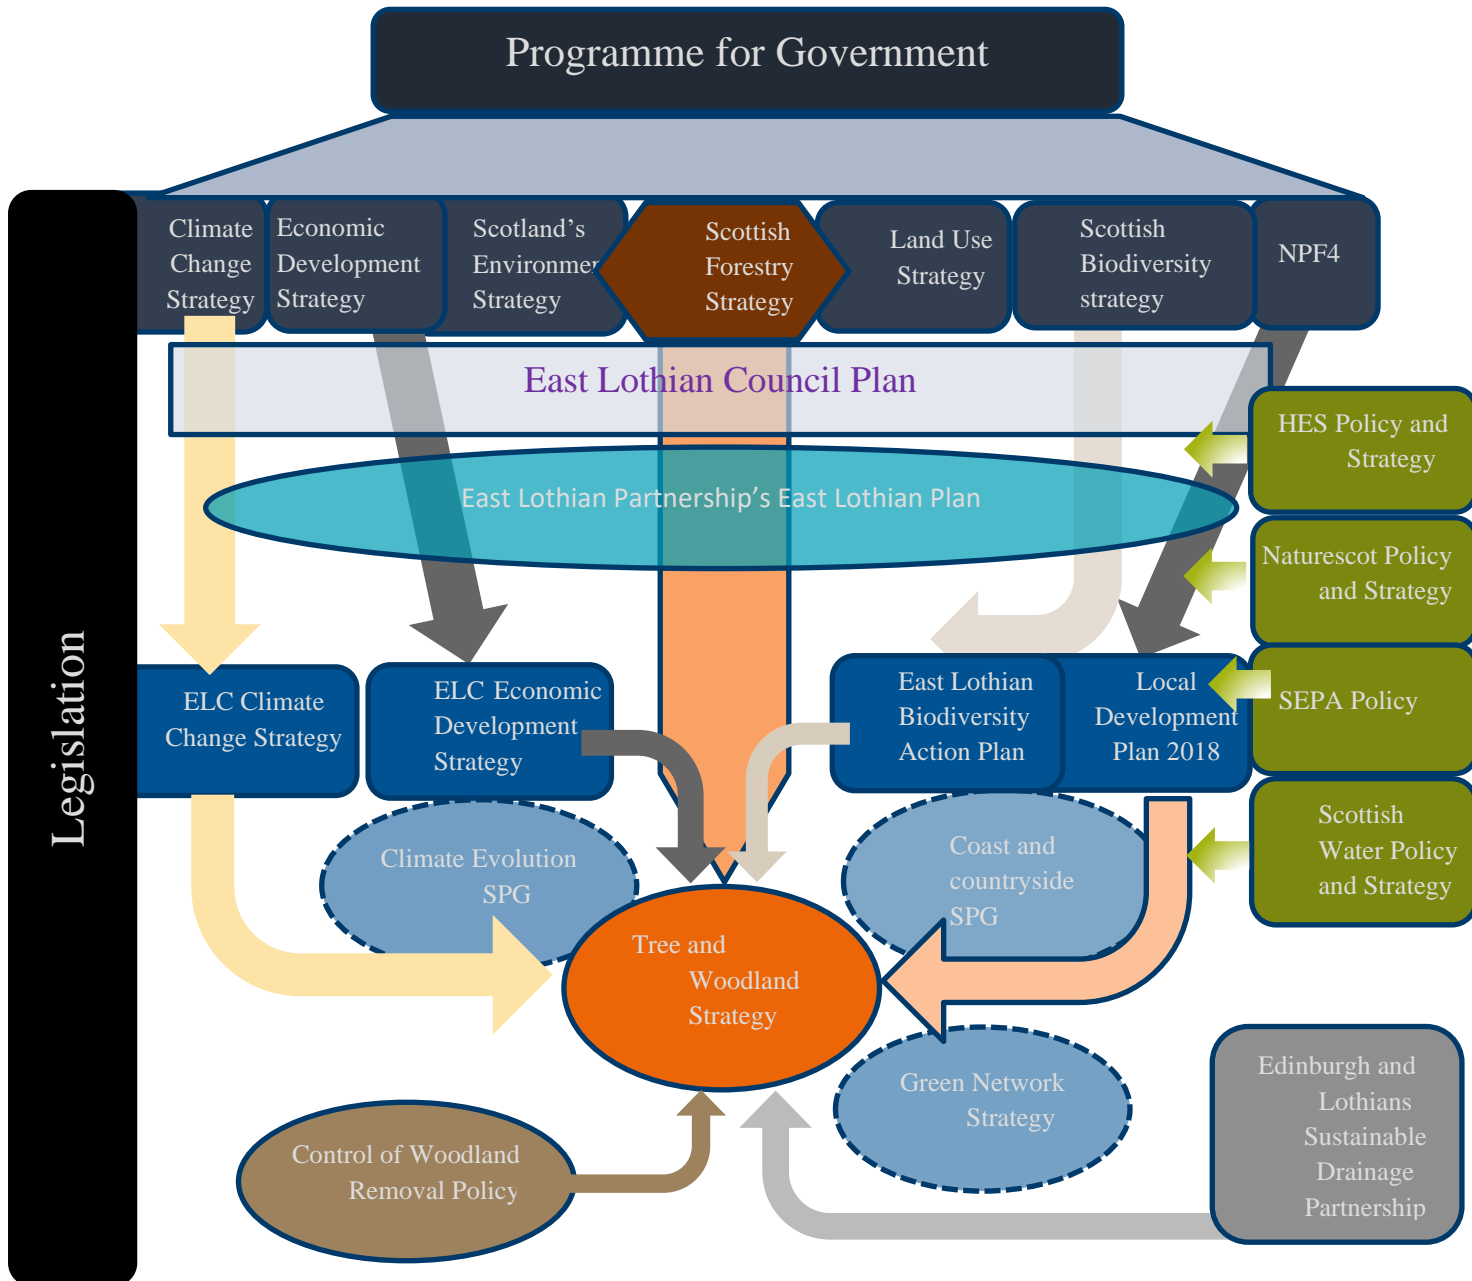 Programme for Government
Climate
Change
Strategy
Economic
Development
Strategy
Scotland's
Environmen
Strategy
Scottish
Forestry
Strategy
Land Use
Strategy
Scottish
Biodiversity
strategy
NPF4
East Lothian Council Plan
HES Policy and
Strategy
East Lothian Partnership's East Lothian Plan
Naturescot Policy
and Strategy
Legislation
ELC Climate
Change Strategy
ELC Economic
Development
Strategy
East Lothian
Biodiversity
Action Plan
Local
Development
Plan 2018
SEPA Policy
Climate Evolution
SPG
Coast and
countryside
SPG
Scottish
Water Policy
and Strategy
Tree and
Woodland
Strategy
Green Network
Strategy
Edinburgh and
Lothians
Sustainable
Drainage
Partnership
Control of Woodland
Removal Policy